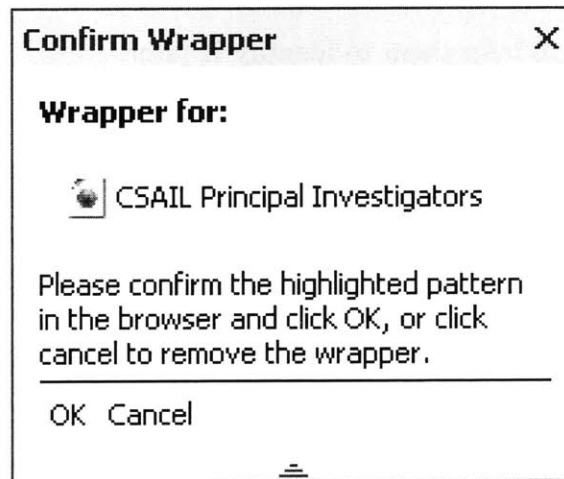 Confirm Wrapper
Wrapper for:
CSAIL Principal Investigators
Please confirm the highlighted pattern
in the browser and click OK, or click
cancel to remove the wrapper.
OK Cancel